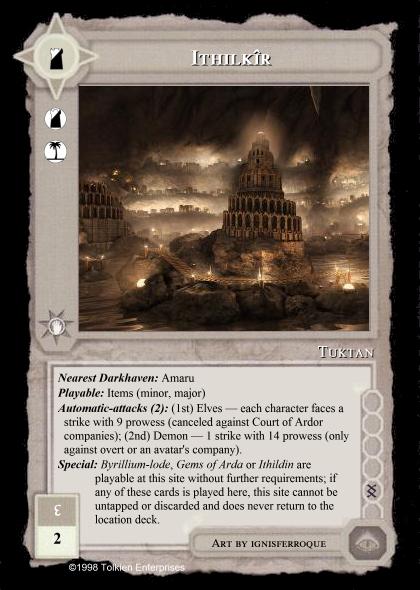 ITHILKÎR
TUKTAN
Nearest Darkhaven: Amaru
Playable: Items (minor, major)
Automatic-attacks (2): (1st) Elves — each character faces a
strike with 9 prowess (canceled against Court of Ardor
companies); (2nd) Demon — 1 strike with 14 prowess (only
against overt or an avatar's company).
Special: Byrillium-lode, Gems of Arda or Ithildin are
playable at this site without further requirements; if
any of these cards is played here, this site cannot be
untapped or discarded and does not return to the
location deck.
2
ART BY IGNISFERROQUE
©1998 Tolkien Enterprises